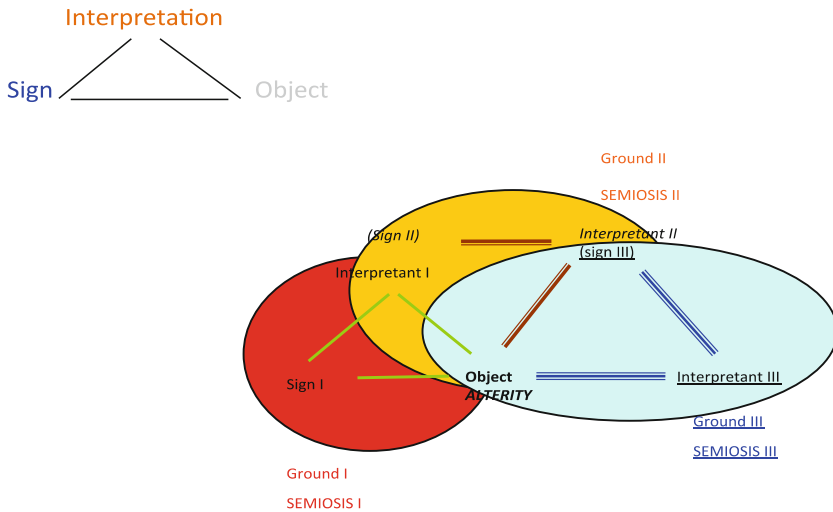 Interpretation
Sign
Object
Ground II
SEMIOSIS II
(Sign II)
Interpretant II
(sign III)
Interpretant I
Sign I
Object
ALTERITY
Interpretant III
Ground III
SEMIOSIS III
Ground I
SEMIOSIS I